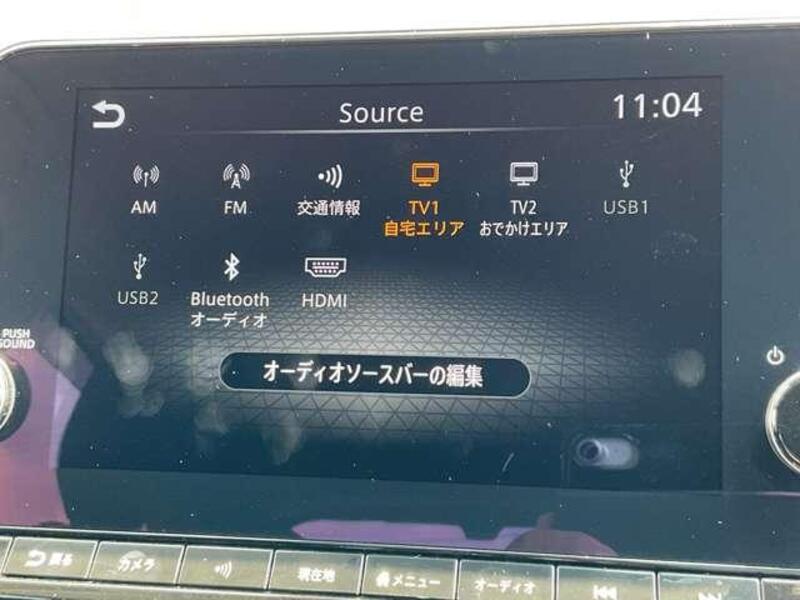 Source
11:04
AM
FM
交通情報
TV1
自宅エリア
TV2
おでかけエリア
USB1
USB2
Bluetooth
オーディオ
HDMI
オーディオソースバーの編集
PUSH
SOUND
戻る
カメラ
現在地
メニュー
オーディオ